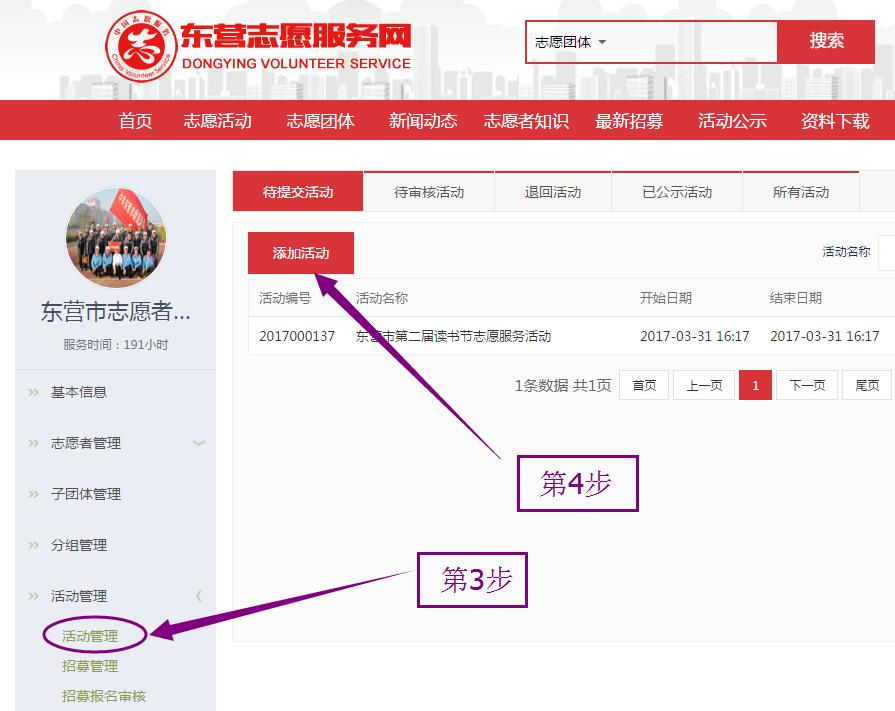 中国志愿服务
China Volunteer Service
东营志愿服务网
DONGYING VOLUNTEER SERVICE
志愿团体
搜索
首页 志愿活动 志愿团体 新闻动态 志愿者知识 最新招募 活动公示 资料下载
待提交活动 待审核活动 退回活动 已公示活动 所有活动
添加活动
活动名称
活动编号 活动名称 开始日期 结束日期
2017000137 东营市第二届读书节志愿服务活动 2017-03-31 16:17 2017-03-31 16:17
1条数据 共1页 首页 上一页 1 下一页 尾页
第4步
第3步
东营市志愿者...
服务时间：191小时
基本信息
志愿者管理
子团体管理
分组管理
活动管理
活动管理
招募管理
招募报名审核